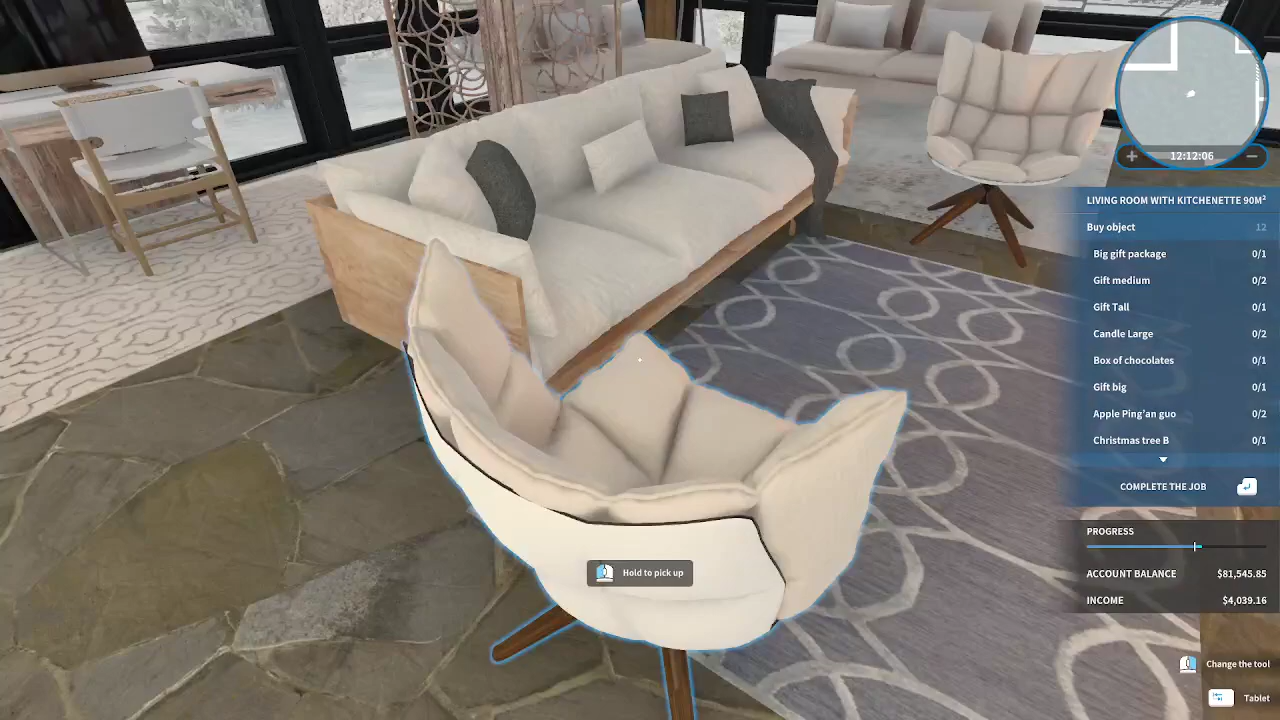 12:12:06
LIVING ROOM WITH KITCHENETTE 90M²
Buy object 12
Big gift package 0/1
Gift medium 0/2
Gift Tall 0/1
Candle Large 0/2
Box of chocolates 0/1
Gift big 0/1
Apple Ping'an guo 0/2
Christmas tree B 0/1
COMPLETE THE JOB
Hold to pick up
PROGRESS
ACCOUNT BALANCE $81,545.85
INCOME $4,039.16
Change the tool
Tablet